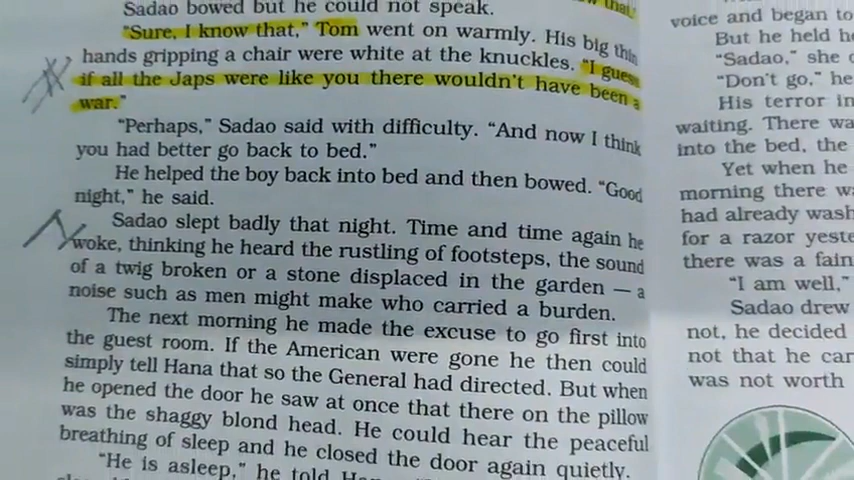 Sadao bowed but he could not speak.
"Sure, I know that," Tom went on warmly. His big thin
hands gripping a chair were white at the knuckles. "I guess
if all the Japs were like you there wouldn't have been a
war."
"Perhaps," Sadao said with difficulty. "And now I think
you had better go back to bed."
He helped the boy back into bed and then bowed. "Good
night," he said.
Sadao slept badly that night. Time and time again he
woke, thinking he heard the rustling of footsteps, the sound
of a twig broken or a stone displaced in the garden — a
noise such as men might make who carried a burden.
The next morning he made the excuse to go first into
the guest room. If the American were gone he then could
simply tell Hana that so the General had directed. But when
he opened the door he saw at once that there on the pillow
was the shaggy blond head. He could hear the peaceful
breathing of sleep and he closed the door again quietly.
"He is asleep," he told
that,
voice and began to
But he held
"Sadao," she
"Don't go," he
His terror in
waiting. There
into the bed, the
Yet when he
morning there
had already
for a razor
there was a
"I am well,"
Sadao drew
not, he decided
not that he
was not worth